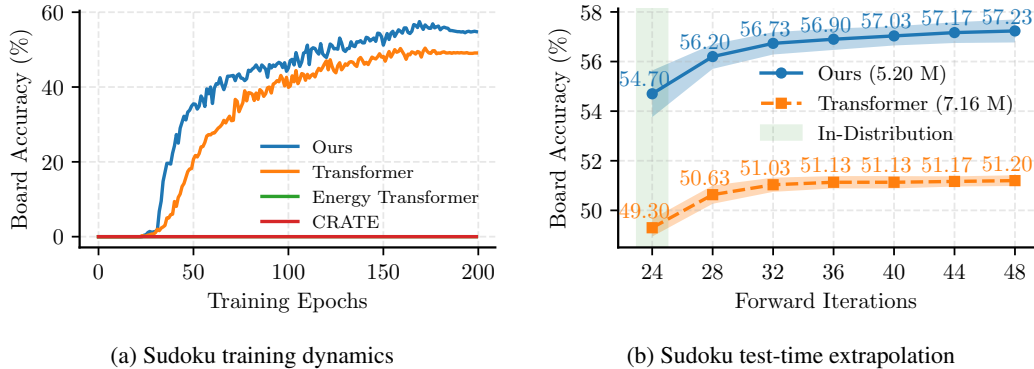 Board Accuracy (%)
60
40
20
0
0
50
100
150
200
Training Epochs
Ours
Transformer
Energy Transformer
CRATE
(a) Sudoku training dynamics
Board Accuracy (%)
58
56
54
52
50
54.70
56.20
56.73
56.90
57.03
57.17
57.23
Ours (5.20 M)
Transformer (7.16 M)
In-Distribution
49.30
50.63
51.03
51.13
51.13
51.17
51.20
24
28
32
36
40
44
48
Forward Iterations
(b) Sudoku test-time extrapolation